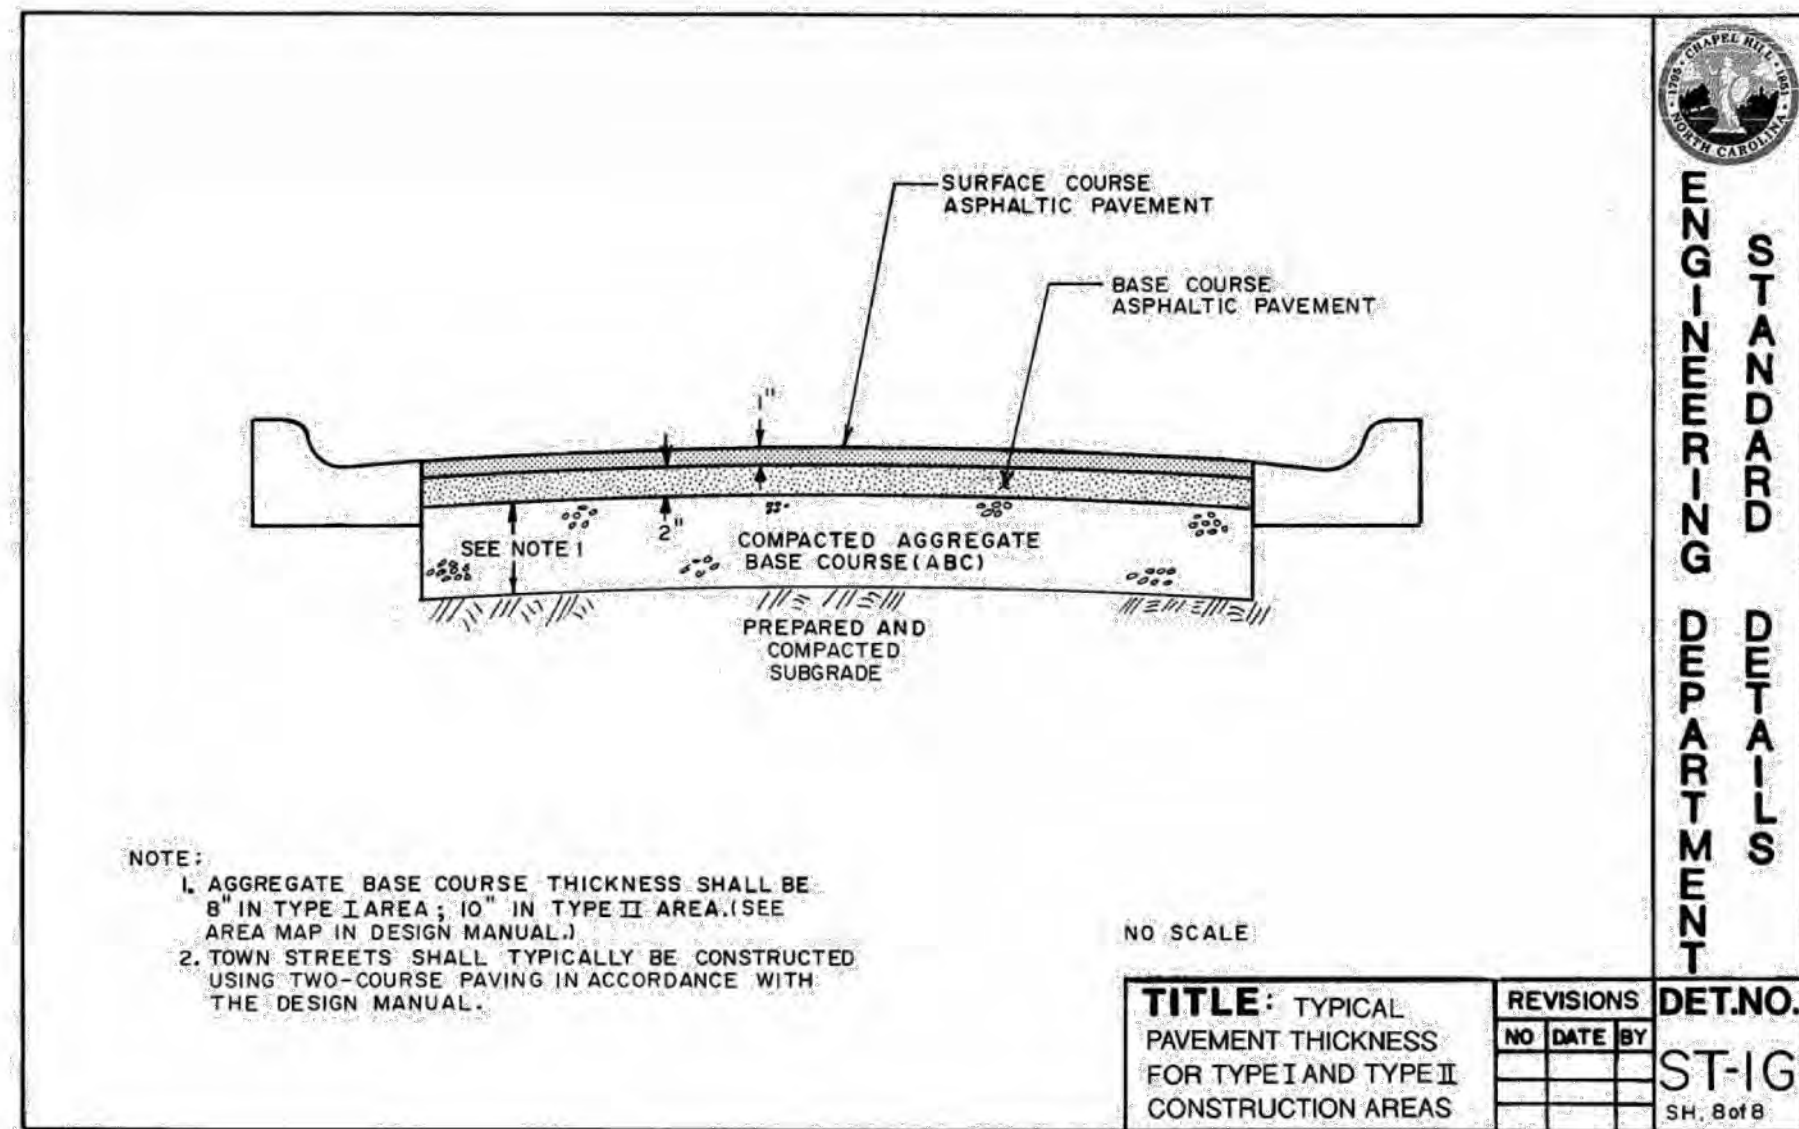 SURFACE COURSE
ASPHALTIC PAVEMENT
BASE COURSE
ASPHALTIC PAVEMENT
1"
2"
SEE NOTE 1
COMPACTED AGGREGATE
BASE COURSE(ABC)
PREPARED AND
COMPACTED
SUBGRADE
NOTE:
1. AGGREGATE BASE COURSE THICKNESS SHALL BE
8" IN TYPE I AREA; 10" IN TYPE II AREA.(SEE
AREA MAP IN DESIGN MANUAL.)
2. TOWN STREETS SHALL TYPICALLY BE CONSTRUCTED
USING TWO-COURSE PAVING IN ACCORDANCE WITH
THE DESIGN MANUAL.
NO SCALE
TITLE: TYPICAL
PAVEMENT THICKNESS
FOR TYPE I AND TYPE II
CONSTRUCTION AREAS
REVISIONS
NO DATE BY
DET.NO.
ST-1G
SH. 8of8
CHAPEL HILL
1795 1851
NORTH CAROLINA
ENGINEERING DEPARTMENT
STANDARD DETAILS